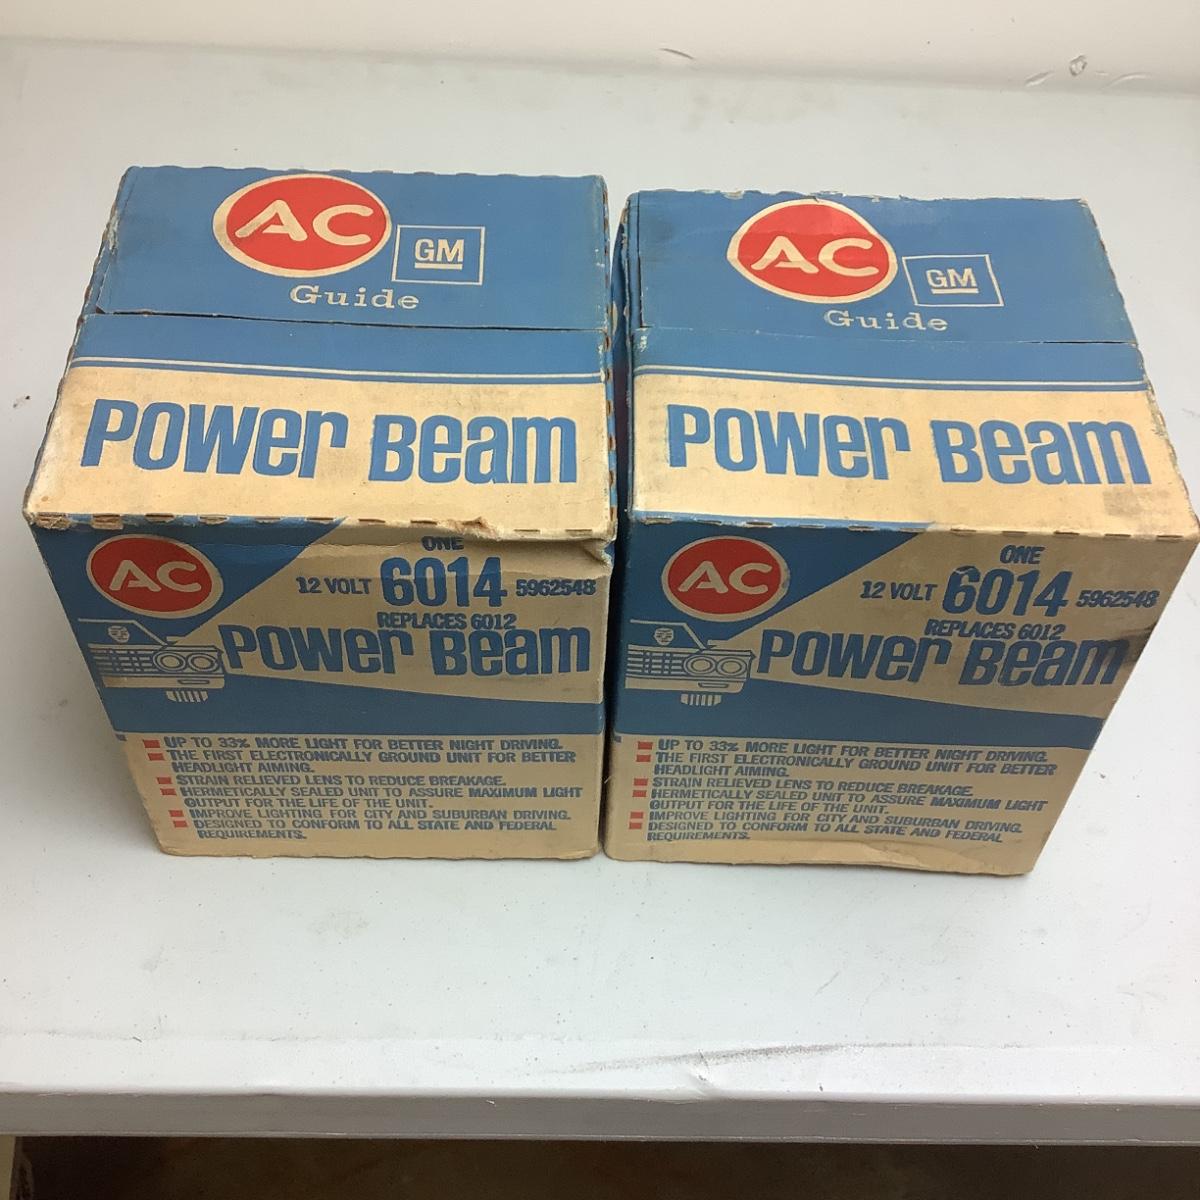 AC
GM
Guide
POWER BEAM
AC
ONE
12 VOLT 6014 5962548
REPLACES 6012
POWER BEAM
UP TO 33% MORE LIGHT FOR BETTER NIGHT DRIVING.
THE FIRST ELECTRONICALLY GROUND UNIT FOR BETTER
HEADLIGHT AIMING.
STRAIN RELIEVED LENS TO REDUCE BREAKAGE.
HERMETICALLY SEALED UNIT TO ASSURE MAXIMUM LIGHT
OUTPUT FOR THE LIFE OF THE UNIT.
IMPROVE LIGHTING FOR CITY AND SUBURBAN DRIVING.
DESIGNED TO CONFORM TO ALL STATE AND FEDERAL
REQUIREMENTS.
AC
GM
Guide
POWER BEAM
AC
ONE
12 VOLT 6014 5962548
REPLACES 6012
POWER BEAM
UP TO 33% MORE LIGHT FOR BETTER NIGHT DRIVING.
THE FIRST ELECTRONICALLY GROUND UNIT FOR BETTER
HEADLIGHT AIMING.
STRAIN RELIEVED LENS TO REDUCE BREAKAGE.
HERMETICALLY SEALED UNIT TO ASSURE MAXIMUM LIGHT
OUTPUT FOR THE LIFE OF THE UNIT.
IMPROVE LIGHTING FOR CITY AND SUBURBAN DRIVING.
DESIGNED TO CONFORM TO ALL STATE AND FEDERAL
REQUIREMENTS.